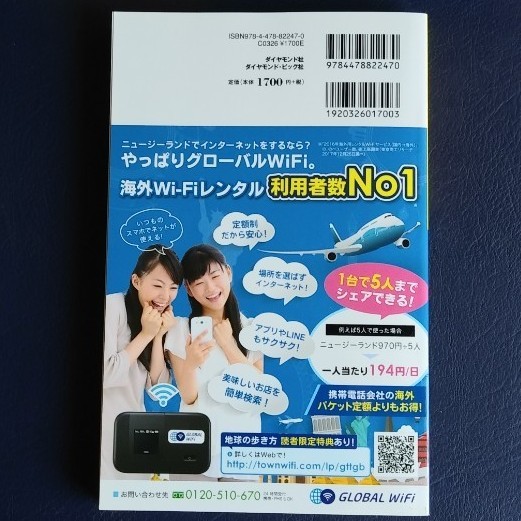 ISBN978-4-478-82247-0
C0326 ¥1700E
ダイヤモンド社
ダイヤモンド・ビッグ社
定価(本体 1700円+税)
9784478822470
1920326017003
ニュージーランドでインターネットをするなら?
やっぱりグローバルWiFi。
海外Wi-Fiレンタル 利用者数No1
いつもの
スマホでネットが
使える!
定額制
だから安心!
場所を選ばず
インターネット!
アプリやLINE
もサクサク!
美味しいお店を
簡単検索!
1台で5人まで
シェアできる!
例えば5人で使った場合
ニュージーランド970円÷5人
一人当たり 194円/日
携帯電話会社の海外
パケット定額よりもお得!
GLOBAL WiFi
地球の歩き方 読者限定特典あり!
詳しくはWebで!
http://townwifi.com/lp/gttgb
お問い合わせ先 0120-510-670
GLOBAL WiFi